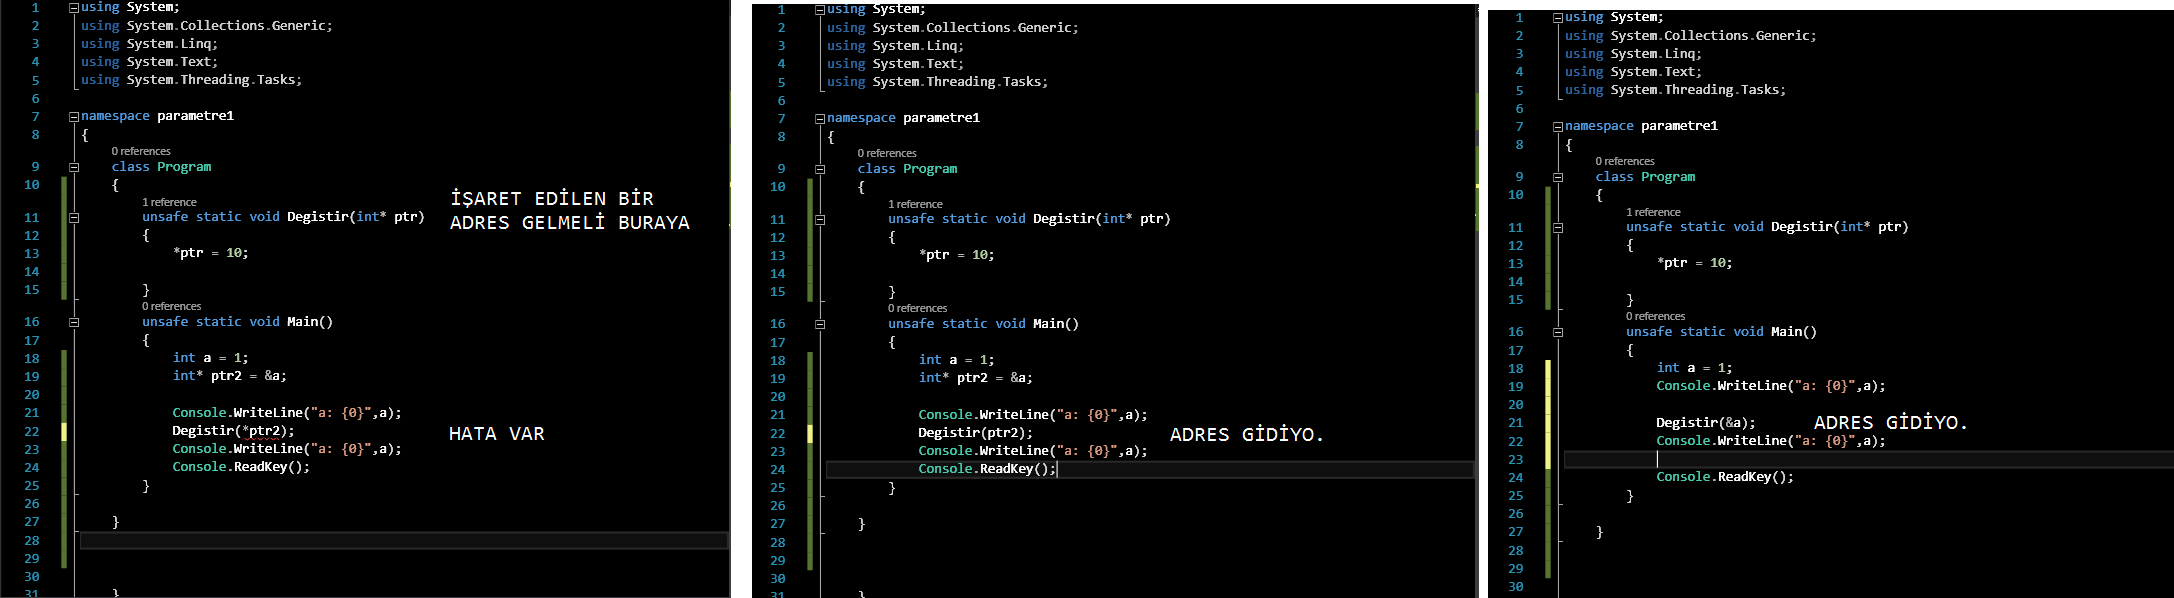 1 using System;
2 using System.Collections.Generic;
3 using System.Linq;
4 using System.Text;
5 using System.Threading.Tasks;
6
7 namespace parametre1
8 {
0 references
9 class Program
10 {
1 reference
11 unsafe static void Degistir(int* ptr)
İŞARET EDİLEN BİR
ADRES GELMELİ BURAYA
12 {
13 *ptr = 10;
14
15 }
0 references
16 unsafe static void Main()
17 {
18 int a = 1;
19 int* ptr2 = &a;
20
21 Console.WriteLine("a: {0}",a);
22 Degistir(*ptr2);
HATA VAR
23 Console.WriteLine("a: {0}",a);
24 Console.ReadKey();
25 }
26
27 }
28
29
30
31 }
1 using System;
2 using System.Collections.Generic;
3 using System.Linq;
4 using System.Text;
5 using System.Threading.Tasks;
6
7 namespace parametre1
8 {
0 references
9 class Program
10 {
1 reference
11 unsafe static void Degistir(int* ptr)
12 {
13 *ptr = 10;
14
15 }
0 references
16 unsafe static void Main()
17 {
18 int a = 1;
19 int* ptr2 = &a;
20
21 Console.WriteLine("a: {0}",a);
22 Degistir(ptr2);
ADRES GİDİYO.
23 Console.WriteLine("a: {0}",a);
24 Console.ReadKey();
25 }
26
27 }
28
29
30
31 }
1 using System;
2 using System.Collections.Generic;
3 using System.Linq;
4 using System.Text;
5 using System.Threading.Tasks;
6
7 namespace parametre1
8 {
0 references
9 class Program
10 {
1 reference
11 unsafe static void Degistir(int* ptr)
12 {
13 *ptr = 10;
14
15 }
0 references
16 unsafe static void Main()
17 {
18 int a = 1;
19 Console.WriteLine("a: {0}",a);
20
21 Degistir(&a);
ADRES GİDİYO.
22 Console.WriteLine("a: {0}",a);
23
24 Console.ReadKey();
25 }
26
27 }
28
29
30